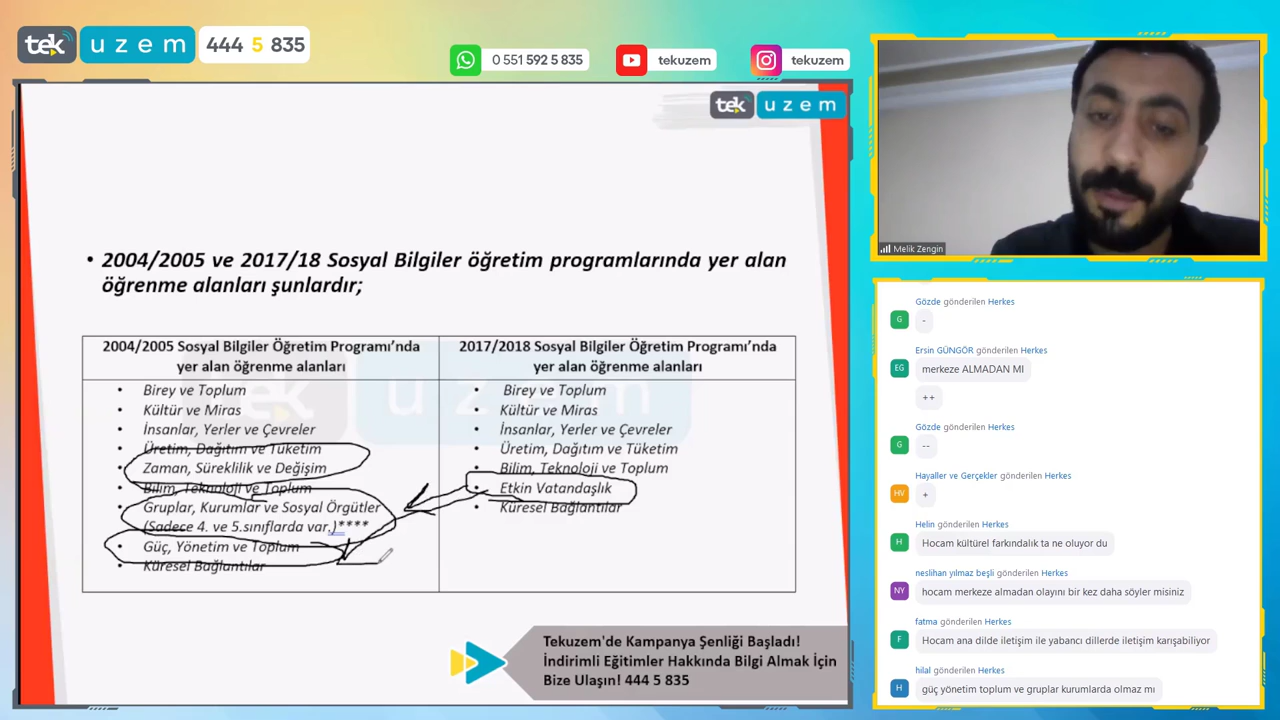 tek uzem 444 5 835
0 551 592 5 835 tekuzem tekuzem
tek uzem
• 2004/2005 ve 2017/18 Sosyal Bilgiler öğretim programlarında yer alan
öğrenme alanları şunlardır;
2004/2005 Sosyal Bilgiler Öğretim Programı'nda
yer alan öğrenme alanları
• Birey ve Toplum
• Kültür ve Miras
• İnsanlar, Yerler ve Çevreler
• Üretim, Dağıtım ve Tüketim
• Zaman, Süreklilik ve Değişim
• Bilim, Teknoloji ve Toplum
• Gruplar, Kurumlar ve Sosyal Örgütler
(Sadece 4. ve 5.sınıflarda var.)****
• Güç, Yönetim ve Toplum
• Küresel Bağlantılar
2017/2018 Sosyal Bilgiler Öğretim Programı'nda
yer alan öğrenme alanları
• Birey ve Toplum
• Kültür ve Miras
• İnsanlar, Yerler ve Çevreler
• Üretim, Dağıtım ve Tüketim
• Bilim, Teknoloji ve Toplum
• Etkin Vatandaşlık
• Küresel Bağlantılar
Tekuzem'de Kampanya Şenliği Başladı!
İndirimli Eğitimler Hakkında Bilgi Almak İçin
Bize Ulaşın! 444 5 835
Melik Zengin
Gözde gönderilen Herkes
G -
Ersin GÜNGÖR gönderilen Herkes
EG merkeze ALMADAN MI
++
Gözde gönderilen Herkes
G --
Hayaller ve Gerçekler gönderilen Herkes
HV +
Helin gönderilen Herkes
H Hocam kültürel farkındalık ta ne oluyor du
neslihan yılmaz beşli gönderilen Herkes
NY hocam merkeze almadan olayını bir kez daha söyler misiniz
fatma gönderilen Herkes
F Hocam ana dilde iletişim ile yabancı dillerde iletişim karışabiliyor
hilal gönderilen Herkes
H güç yönetim toplum ve gruplar kurumlarda olmaz mı